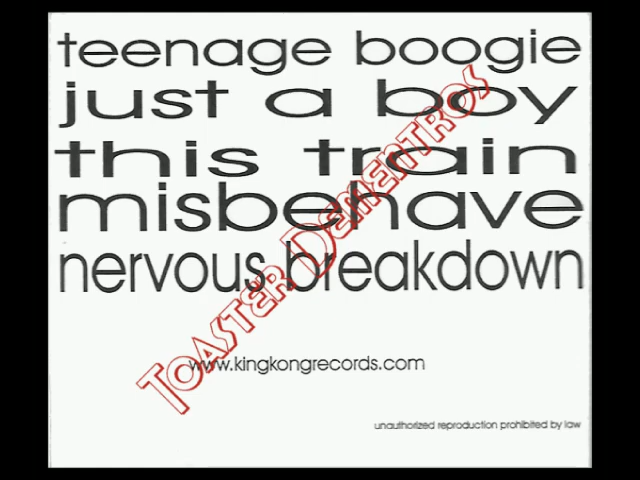 teenage boogie
just a boy
this train
misbehave
nervous breakdown
Toaster Dementros
www.kingkongrecords.com
unauthorized reproduction prohibited by law